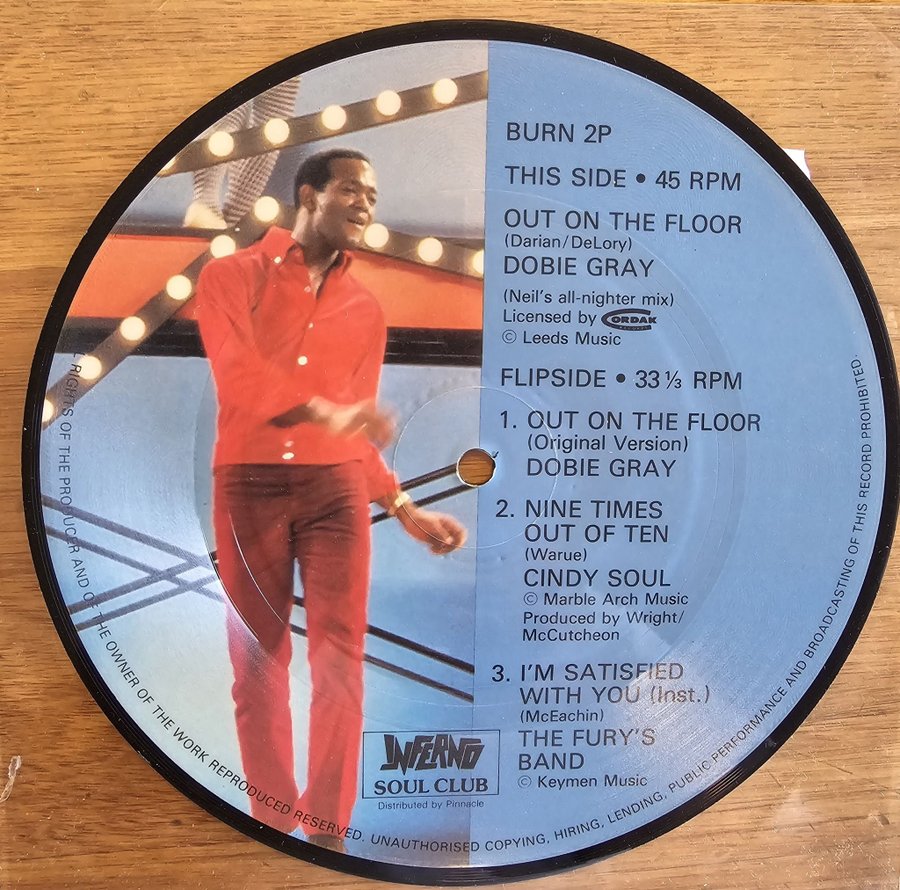 BURN 2P
THIS SIDE • 45 RPM
OUT ON THE FLOOR
(Darian/DeLory)
DOBIE GRAY
(Neil's all-nighter mix)
Licensed by CORDAK RECORDS
© Leeds Music
FLIPSIDE • 33 ⅓ RPM
1. OUT ON THE FLOOR
(Original Version)
DOBIE GRAY
2. NINE TIMES
OUT OF TEN
(Warue)
CINDY SOUL
© Marble Arch Music
Produced by Wright/
McCutcheon
3. I'M SATISFIED
WITH YOU (Inst.)
(McEachin)
THE FURY'S
BAND
© Keymen Music
INFERNO
SOUL CLUB
Distributed by Pinnacle
L RIGHTS OF THE PRODUCER AND OF THE OWNER OF THE WORK REPRODUCED RESERVED. UNAUTHORISED COPYING, HIRING, LENDING, PUBLIC PERFORMANCE AND BROADCASTING OF THIS RECORD PROHIBITED.